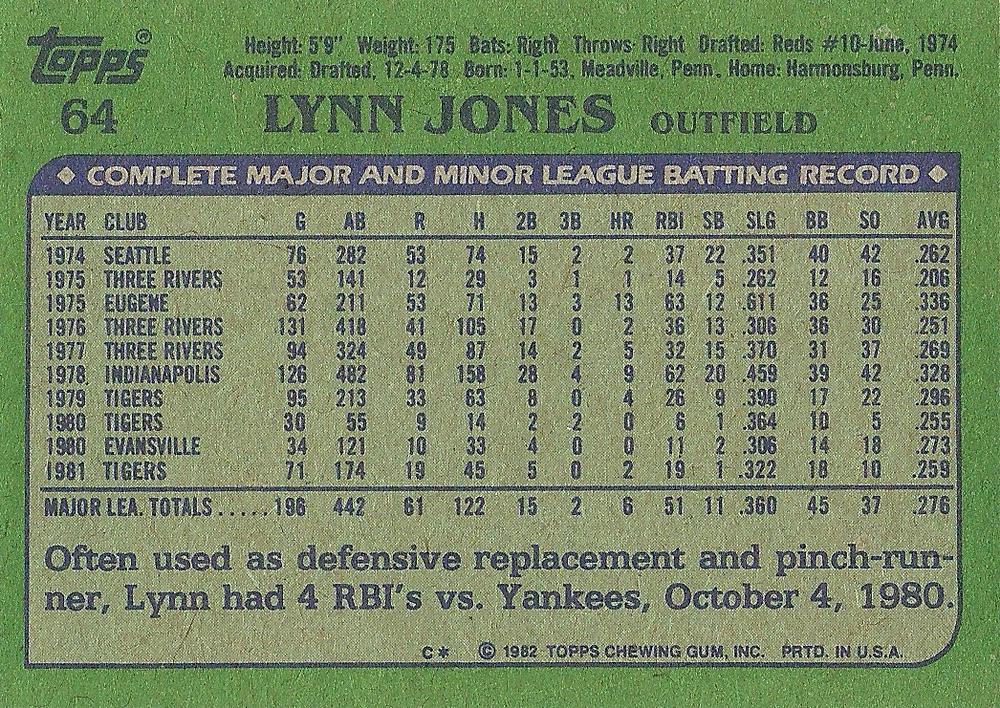 topps®
Height: 5'9" Weight: 175 Bats: Right Throws: Right Drafted: Reds #10-June, 1974
Acquired: Drafted, 12-4-78 Born: 1-1-53, Meadville, Penn. Home: Harmonsburg, Penn.
64 LYNN JONES OUTFIELD
◆ COMPLETE MAJOR AND MINOR LEAGUE BATTING RECORD ◆
YEAR CLUB G AB R H 2B 3B HR RBI SB SLG BB SO AVG
1974 SEATTLE 76 282 53 74 15 2 2 37 22 .351 40 42 .262
1975 THREE RIVERS 53 141 12 29 3 1 1 14 5 .262 12 16 .206
1975 EUGENE 62 211 53 71 13 3 13 63 12 .611 36 25 .336
1976 THREE RIVERS 131 418 41 105 17 0 2 36 13 .306 36 30 .251
1977 THREE RIVERS 94 324 49 87 14 2 5 32 15 .370 31 37 .269
1978 INDIANAPOLIS 126 482 81 158 28 4 9 62 20 .459 39 42 .328
1979 TIGERS 95 213 33 63 8 0 4 26 9 .390 17 22 .296
1980 TIGERS 30 55 9 14 2 2 0 6 1 .364 10 5 .255
1980 EVANSVILLE 34 121 10 33 4 0 0 11 2 .306 14 18 .273
1981 TIGERS 71 174 19 45 5 0 2 19 1 .322 18 10 .259
MAJOR LEA. TOTALS ..... 196 442 61 122 15 2 6 51 11 .360 45 37 .276
Often used as defensive replacement and pinch-run-
ner, Lynn had 4 RBI's vs. Yankees, October 4, 1980.
C* © 1982 TOPPS CHEWING GUM, INC. PRTD. IN U.S.A.